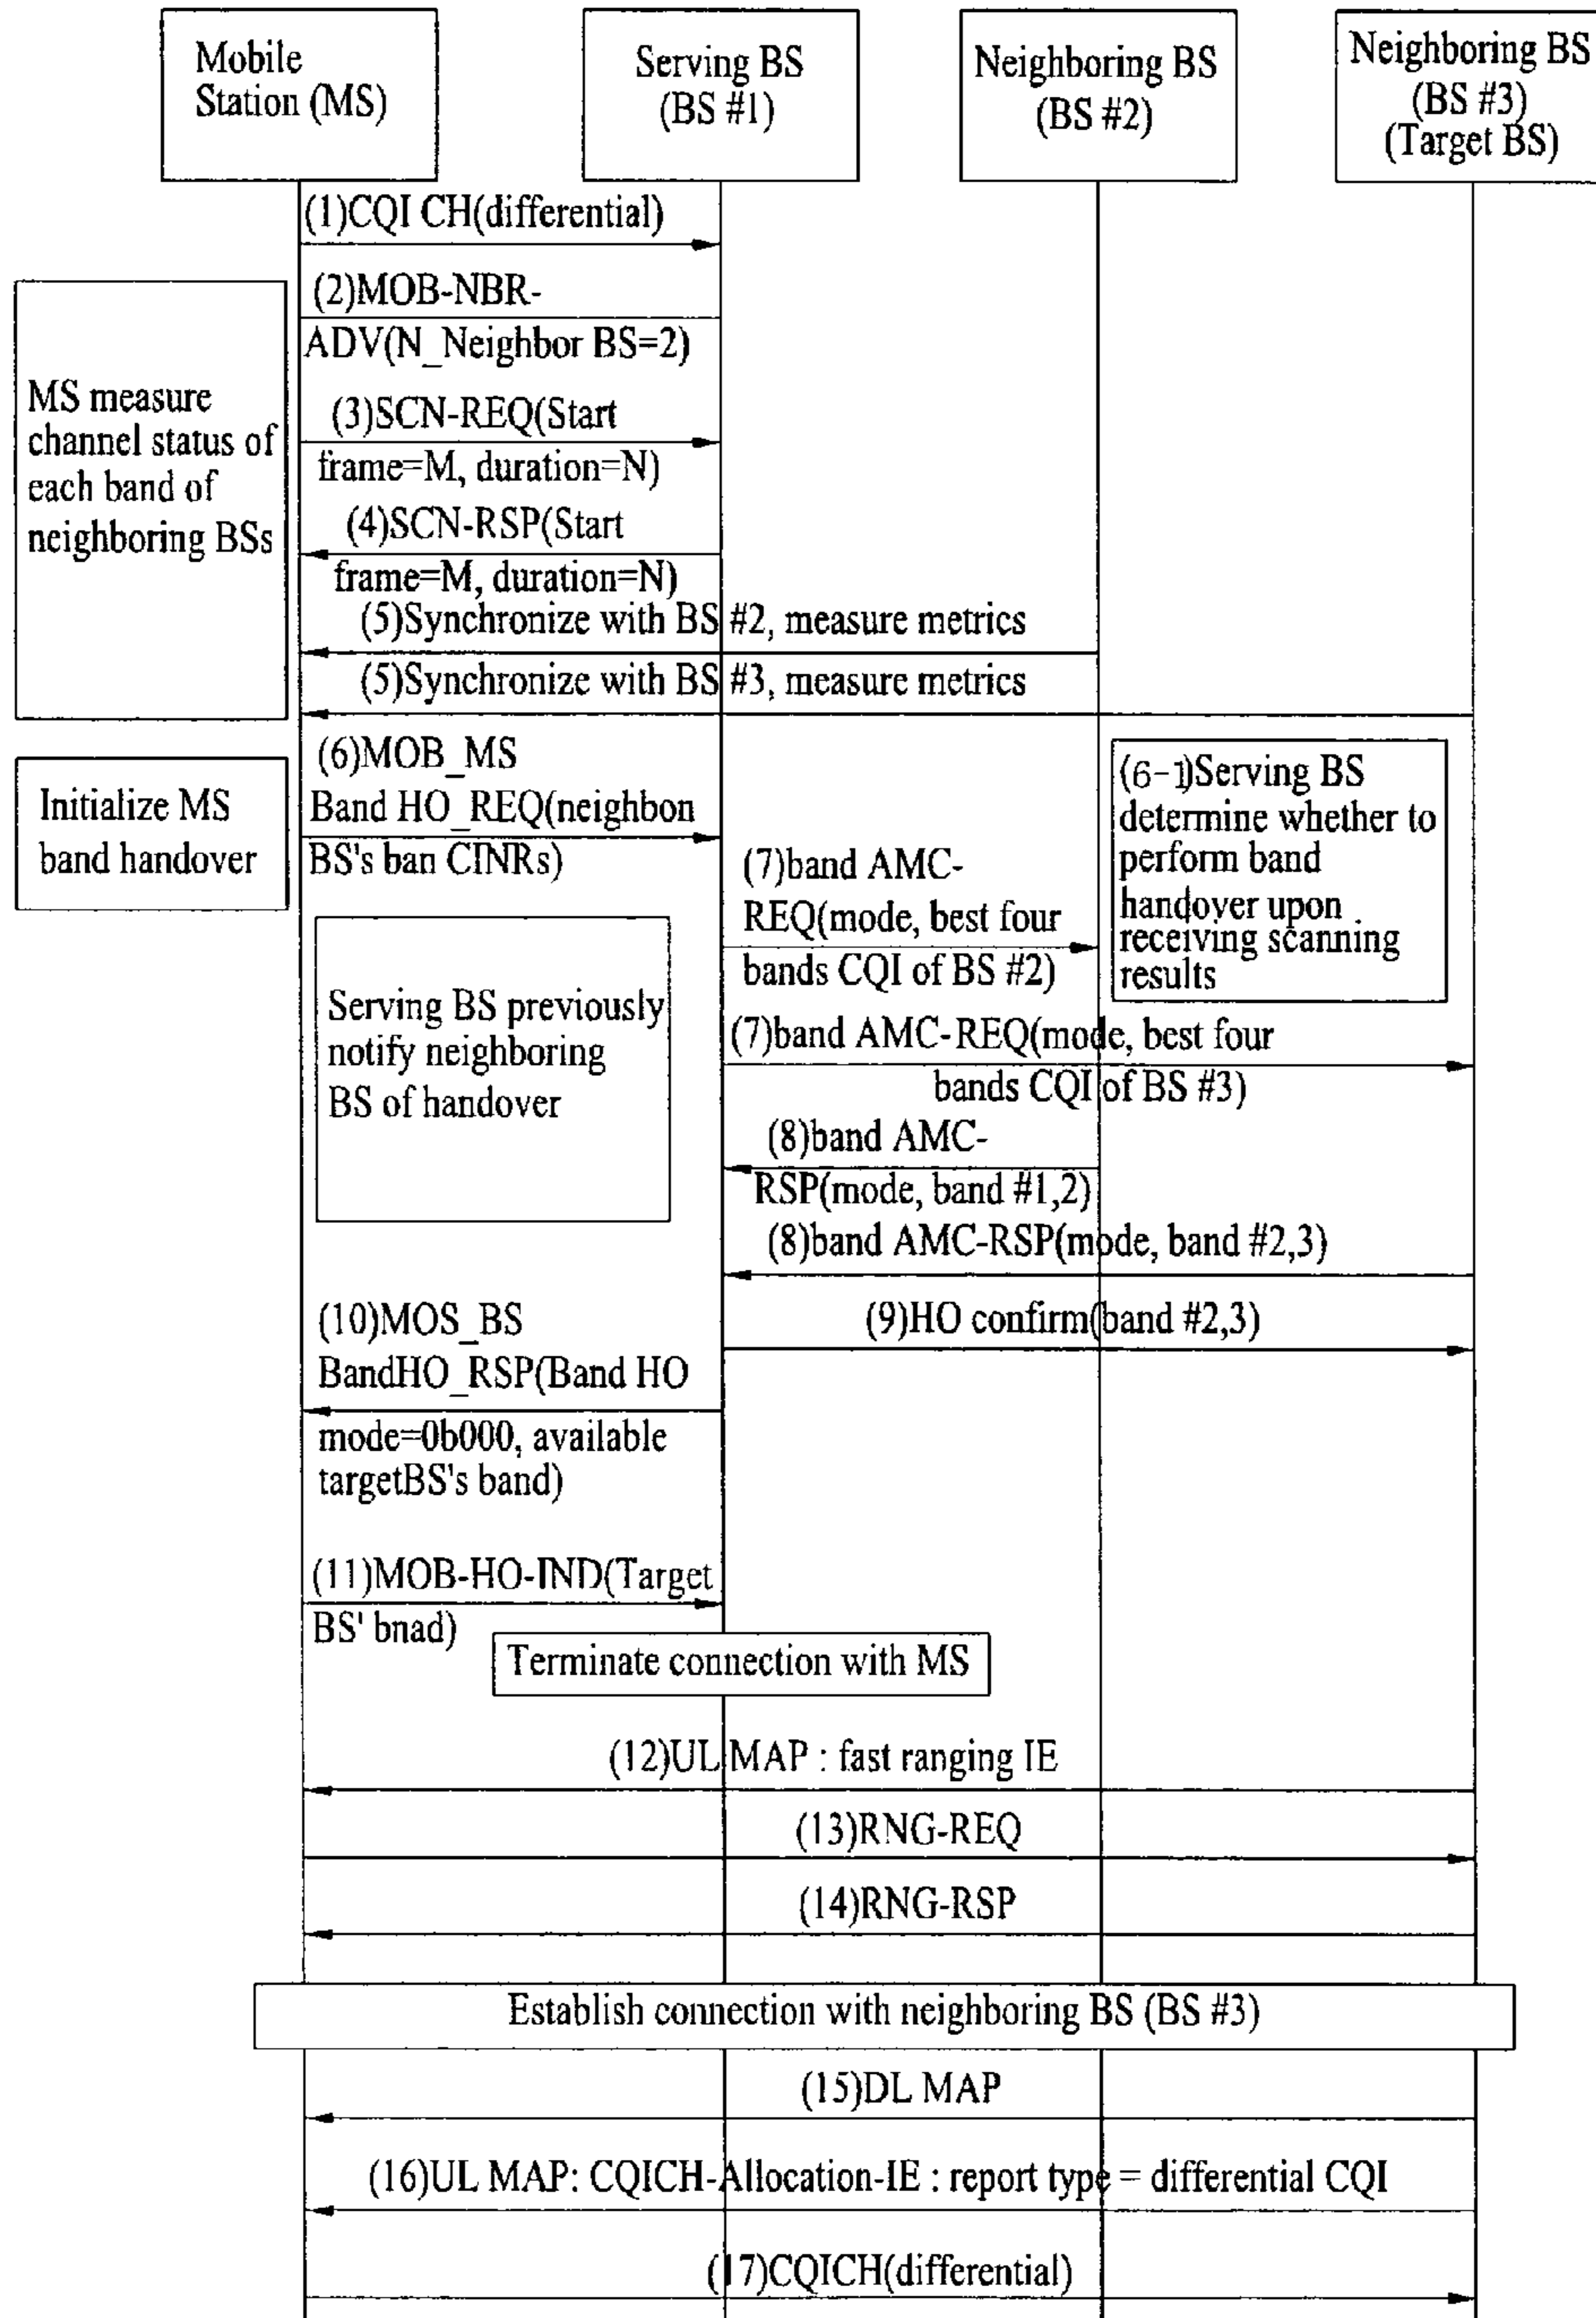 Mobile
Station (MS)
Serving BS
(BS #1)
Neighboring BS
(BS #2)
Neighboring BS
(BS #3)
(Target BS)
(1)CQI CH(differential)
(2)MOB-NBR-
ADV(N_Neighbor BS=2)
MS measure
channel status of
each band of
neighboring BSs
(3)SCN-REQ(Start
frame=M, duration=N)
(4)SCN-RSP(Start
frame=M, duration=N)
(5)Synchronize with BS #2, measure metrics
(5)Synchronize with BS #3, measure metrics
Initialize MS
band handover
(6)MOB_MS
Band HO_REQ(neighbon
BS's ban CINRs)
(6-1)Serving BS
determine whether to
perform band
handover upon
receiving scanning
results
(7)band AMC-
REQ(mode, best four
bands CQI of BS #2)
Serving BS previously
notify neighboring
BS of handover
(7)band AMC-REQ(mode, best four
bands CQI of BS #3)
(8)band AMC-
RSP(mode, band #1,2)
(8)band AMC-RSP(mode, band #2,3)
(9)HO confirm(band #2,3)
(10)MOS_BS
BandHO_RSP(Band HO
mode=0b000, available
targetBS's band)
(11)MOB-HO-IND(Target
BS' bnad)
Terminate connection with MS
(12)UL MAP : fast ranging IE
(13)RNG-REQ
(14)RNG-RSP
Establish connection with neighboring BS (BS #3)
(15)DL MAP
(16)UL MAP: CQICH-Allocation-IE : report type = differential CQI
(17)CQICH(differential)